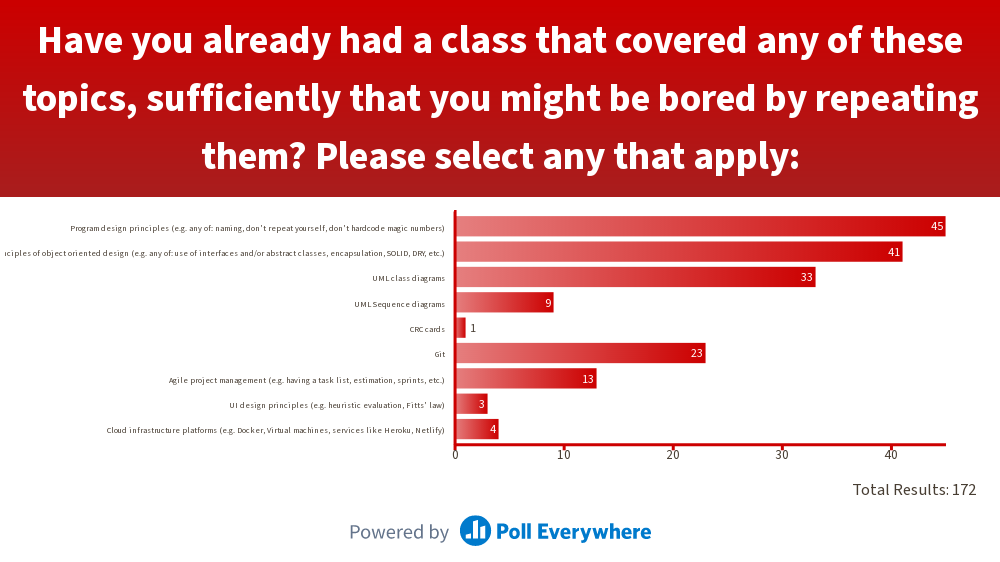 Have you already had a class that covered any of these
topics, sufficiently that you might be bored by repeating
them? Please select any that apply:
Program design principles (e.g. any of: naming, don't repeat yourself, don't hardcode magic numbers) 45
ciples of object oriented design (e.g. any of: use of interfaces and/or abstract classes, encapsulation, SOLID, DRY, etc.) 41
UML class diagrams 33
UML Sequence diagrams 9
CRC cards 1
Git 23
Agile project management (e.g. having a task list, estimation, sprints, etc.) 13
UI design principles (e.g. heuristic evaluation, Fitts' law) 3
Cloud infrastructure platforms (e.g. Docker, Virtual machines, services like Heroku, Netlify) 4
0 10 20 30 40
Total Results: 172
Powered by Poll Everywhere